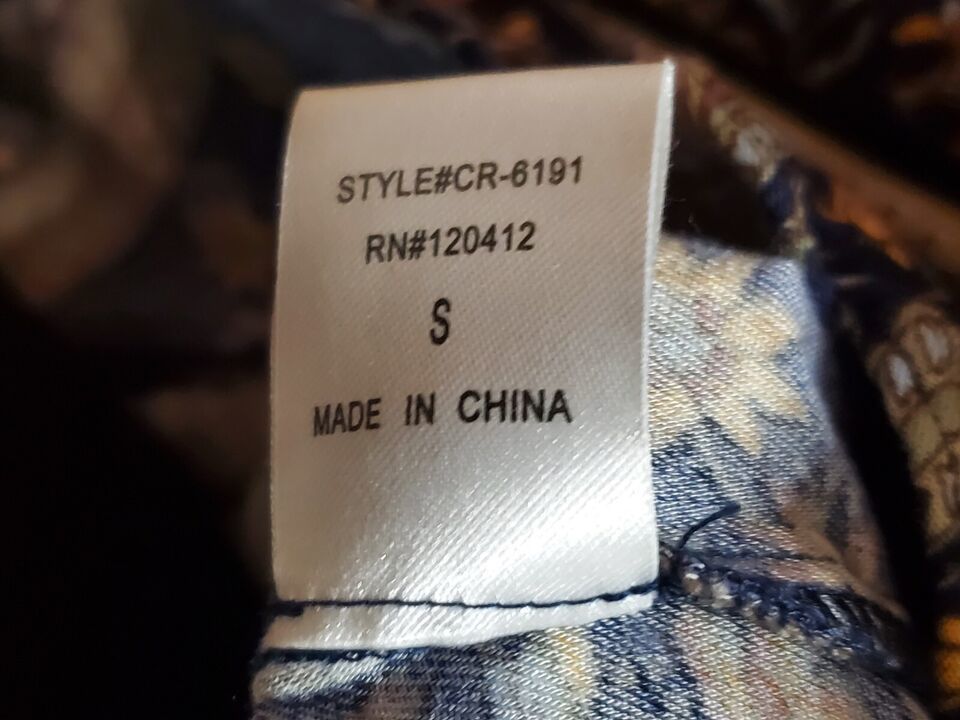 STYLE#CR-6191
RN#120412
S
MADE IN CHINA